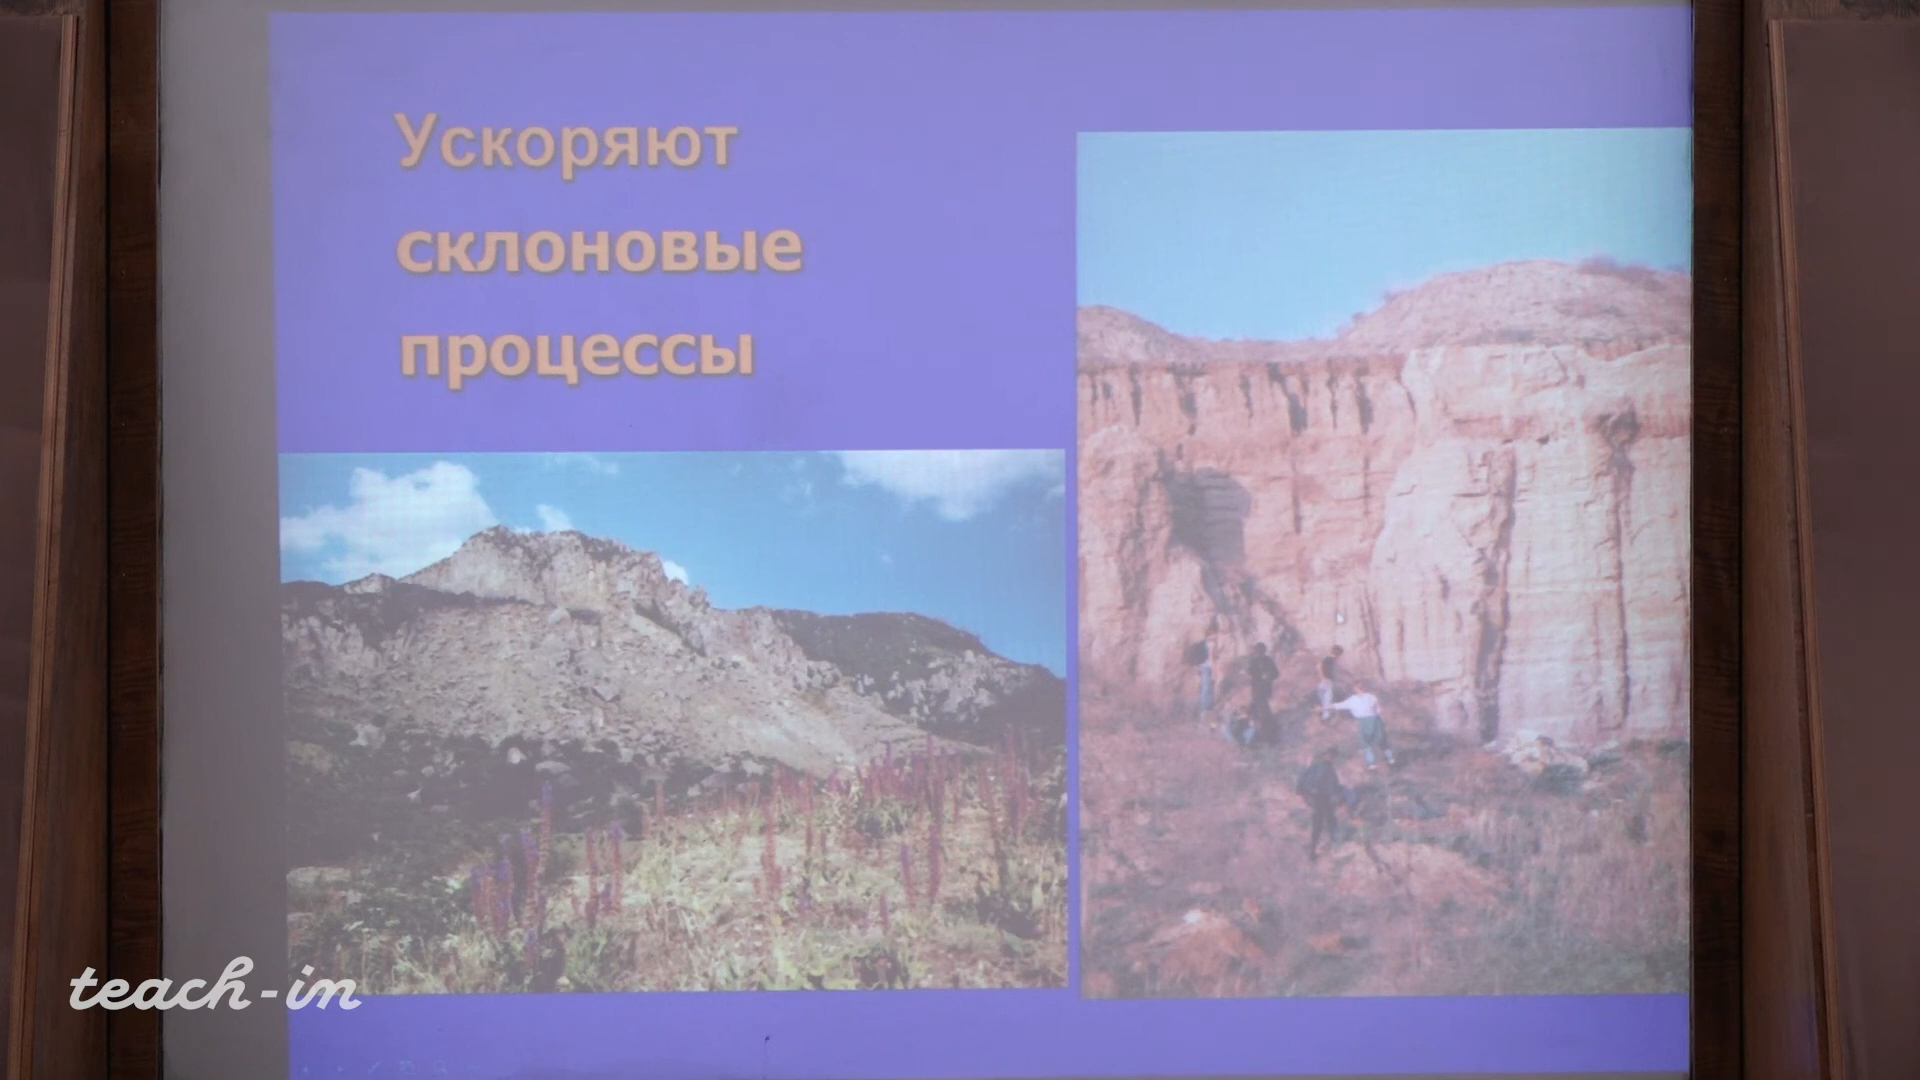 Ускоряют
склоновые
процессы
teach-in